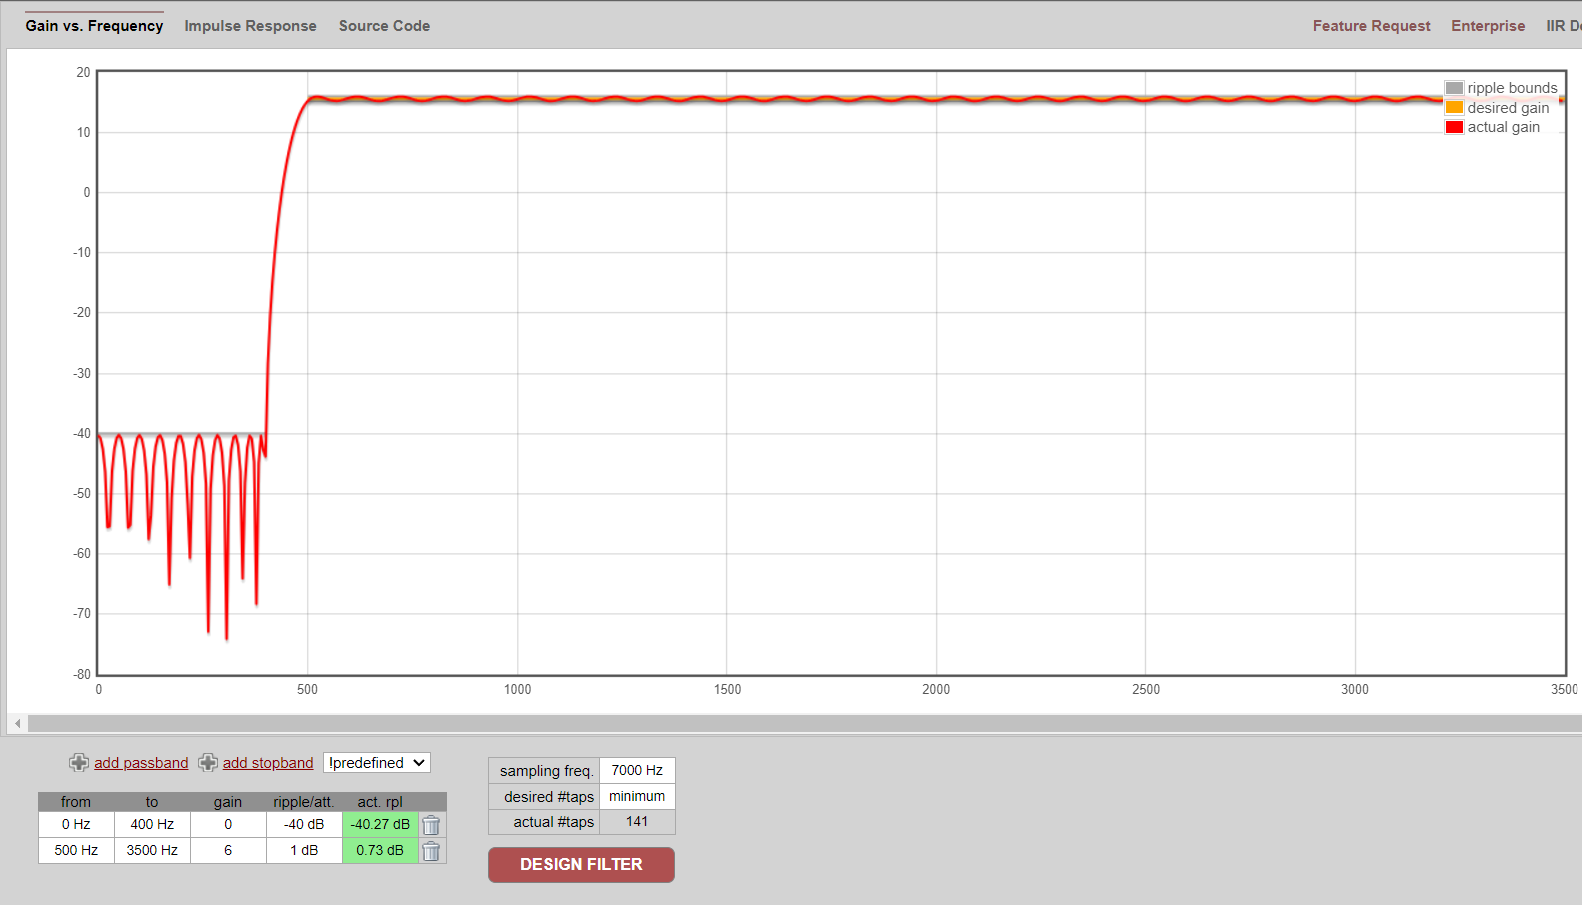 Gain vs. Frequency Impulse Response Source Code Feature Request Enterprise IIR De
20
10
0
-10
-20
-30
-40
-50
-60
-70
-80
ripple bounds
desired gain
actual gain
0 500 1000 1500 2000 2500 3000 3500
add passband add stopband !predefined
from to gain ripple/att. act. rpl
0 Hz 400 Hz 0 -40 dB -40.27 dB
500 Hz 3500 Hz 6 1 dB 0.73 dB
sampling freq. 7000 Hz
desired #taps minimum
actual #taps 141
DESIGN FILTER